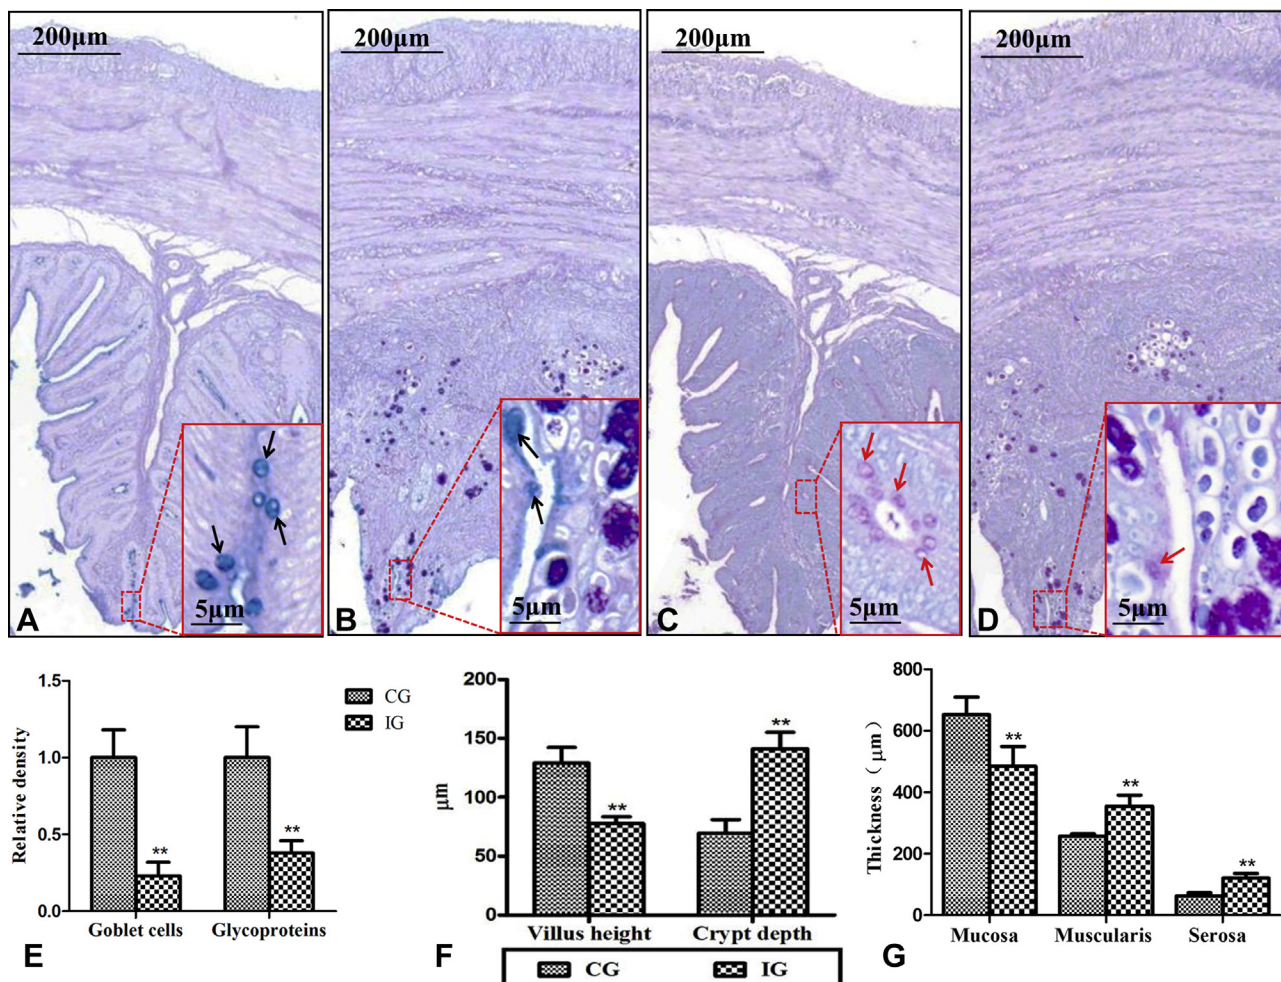 200μm
200μm
200μm
200μm
5μm
5μm
5μm
5μm
A
B
C
D
1.5
1.0
0.5
0.0
Relative density
**
**
Goblet cells
Glycoproteins
CG
IG
E
200
150
100
50
0
μm
**
**
Villus height
Crypt depth
CG
IG
F
800
600
400
200
0
Thickness（μm）
**
**
**
Mucosa
Muscularis
Serosa
G